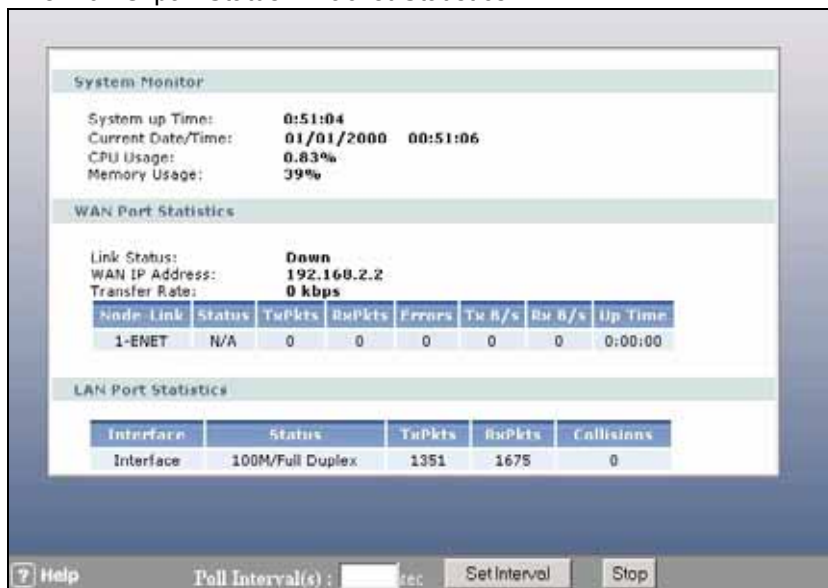 System Monitor
System up Time: 0:51:04
Current Date/Time: 01/01/2000 00:51:06
CPU Usage: 0.83%
Memory Usage: 39%
WAN Port Statistics
Link Status: Down
WAN IP Address: 192.168.2.2
Transfer Rate: 0 kbps
Node-Link Status TxPkts RxPkts Errors Tx B/s Rx B/s Up Time
1-ENET N/A 0 0 0 0 0 0:00:00
LAN Port Statistics
Interface Status TxPkts RxPkts Collisions
Interface 100M/Full Duplex 1351 1675 0
? Help Poll Interval(s) : sec Set Interval Stop